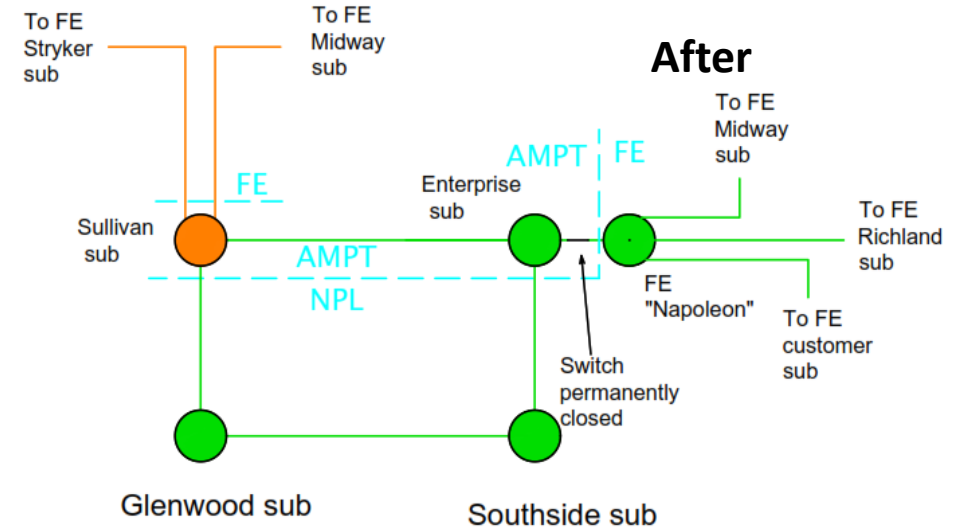 To FE
Stryker
sub
To FE
Midway
sub
After
To FE
Midway
sub
AMPT
FE
Enterprise
sub
FE
Sullivan
sub
To FE
Richland
sub
AMPT
NPL
FE
"Napoleon"
To FE
customer
sub
Switch
permanently
closed
Glenwood sub
Southside sub